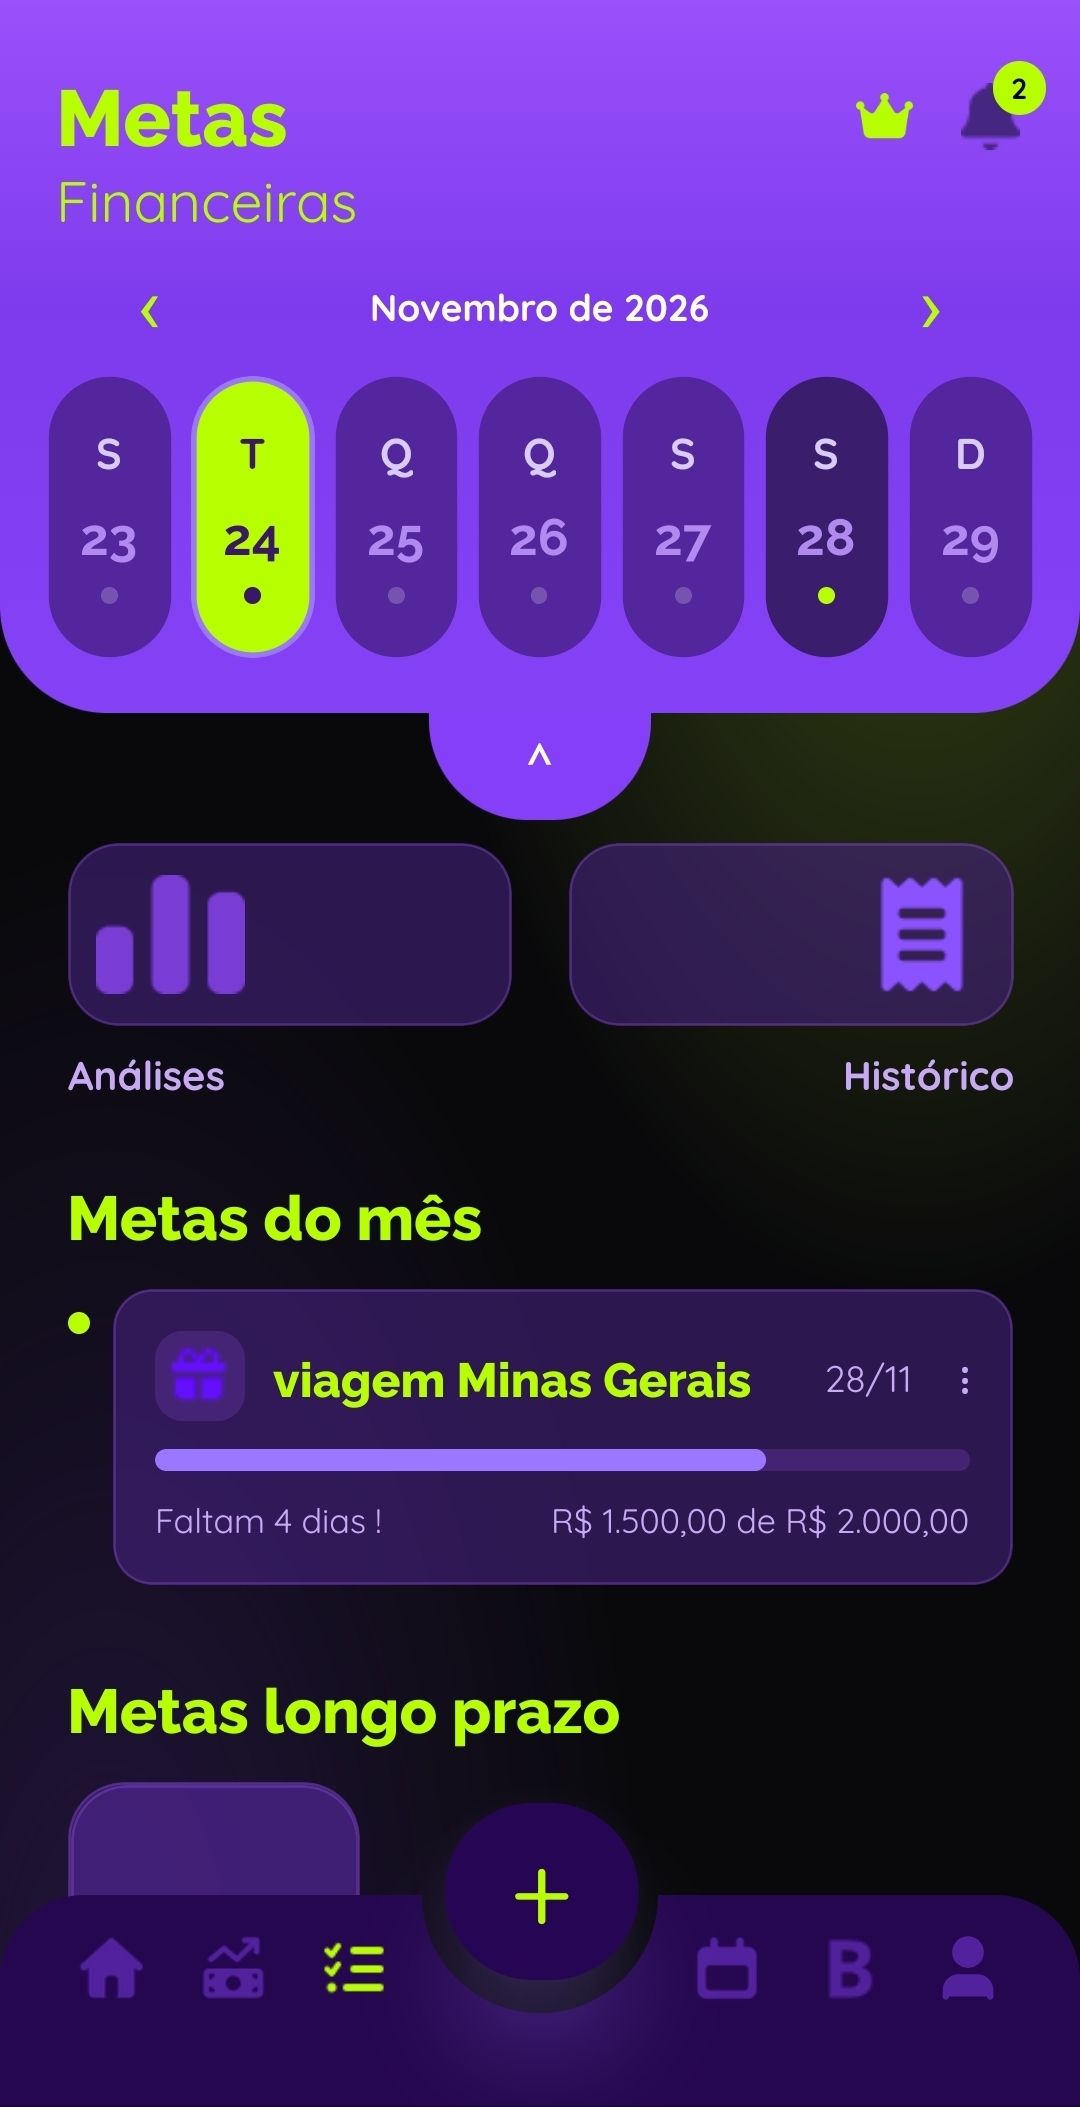 Metas
2
Financeiras
‹ Novembro de 2026 ›
S T Q Q S S D
23 24 25 26 27 28 29
^
Análises Histórico
Metas do mês
viagem Minas Gerais 28/11
Faltam 4 dias ! R$ 1.500,00 de R$ 2.000,00
Metas longo prazo
+
B